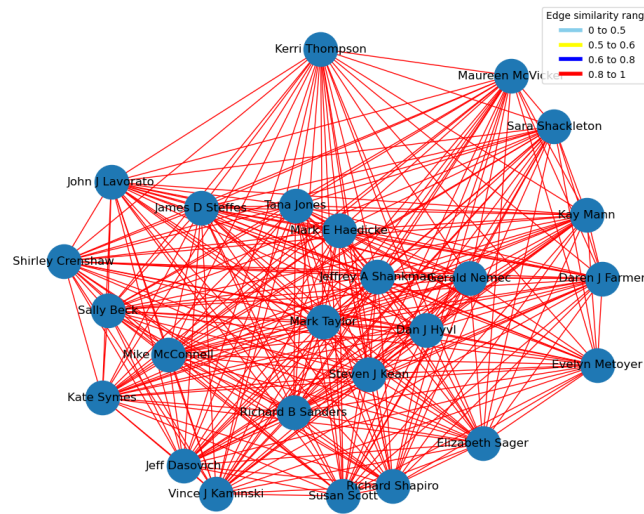 Edge similarity rang
0 to 0.5
0.5 to 0.6
0.6 to 0.8
0.8 to 1
Kerri Thompson
Maureen McVicker
Sara Shackleton
John J Lavorato
James D Steffes
Tana Jones
Mark E Haedicke
Kay Mann
Shirley Crenshaw
Jeffrey A Shankman
Gerald Nemec
Daren J Farmer
Sally Beck
Mark Taylor
Dan J Hyvl
Mike McConnell
Steven J Kean
Evelyn Metoyer
Kate Symes
Richard B Sanders
Elizabeth Sager
Jeff Dasovich
Vince J Kaminski
Susan Scott
Richard Shapiro